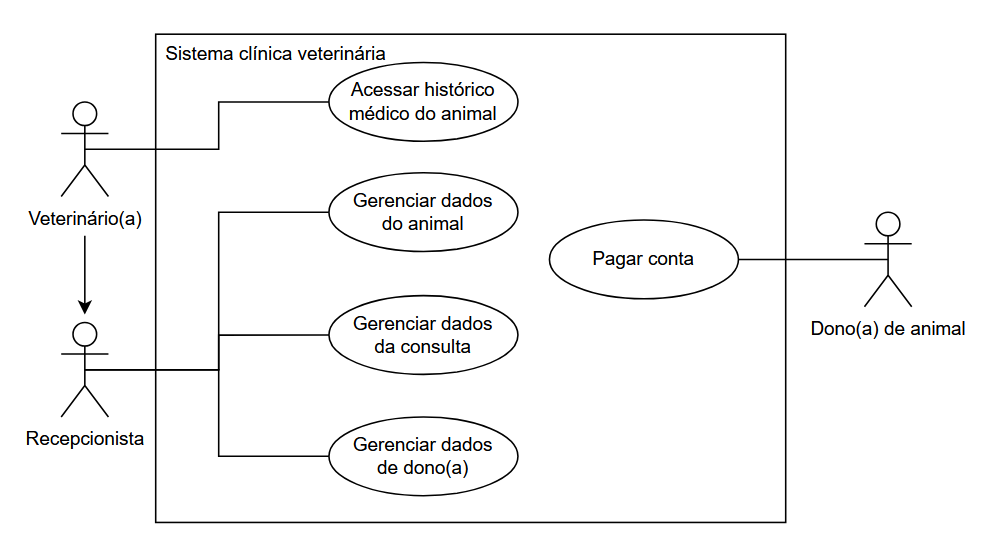 Sistema clínica veterinária
Acessar histórico
médico do animal
Veterinário(a)
Gerenciar dados
do animal
Pagar conta
Dono(a) de animal
Gerenciar dados
da consulta
Recepcionista
Gerenciar dados
de dono(a)